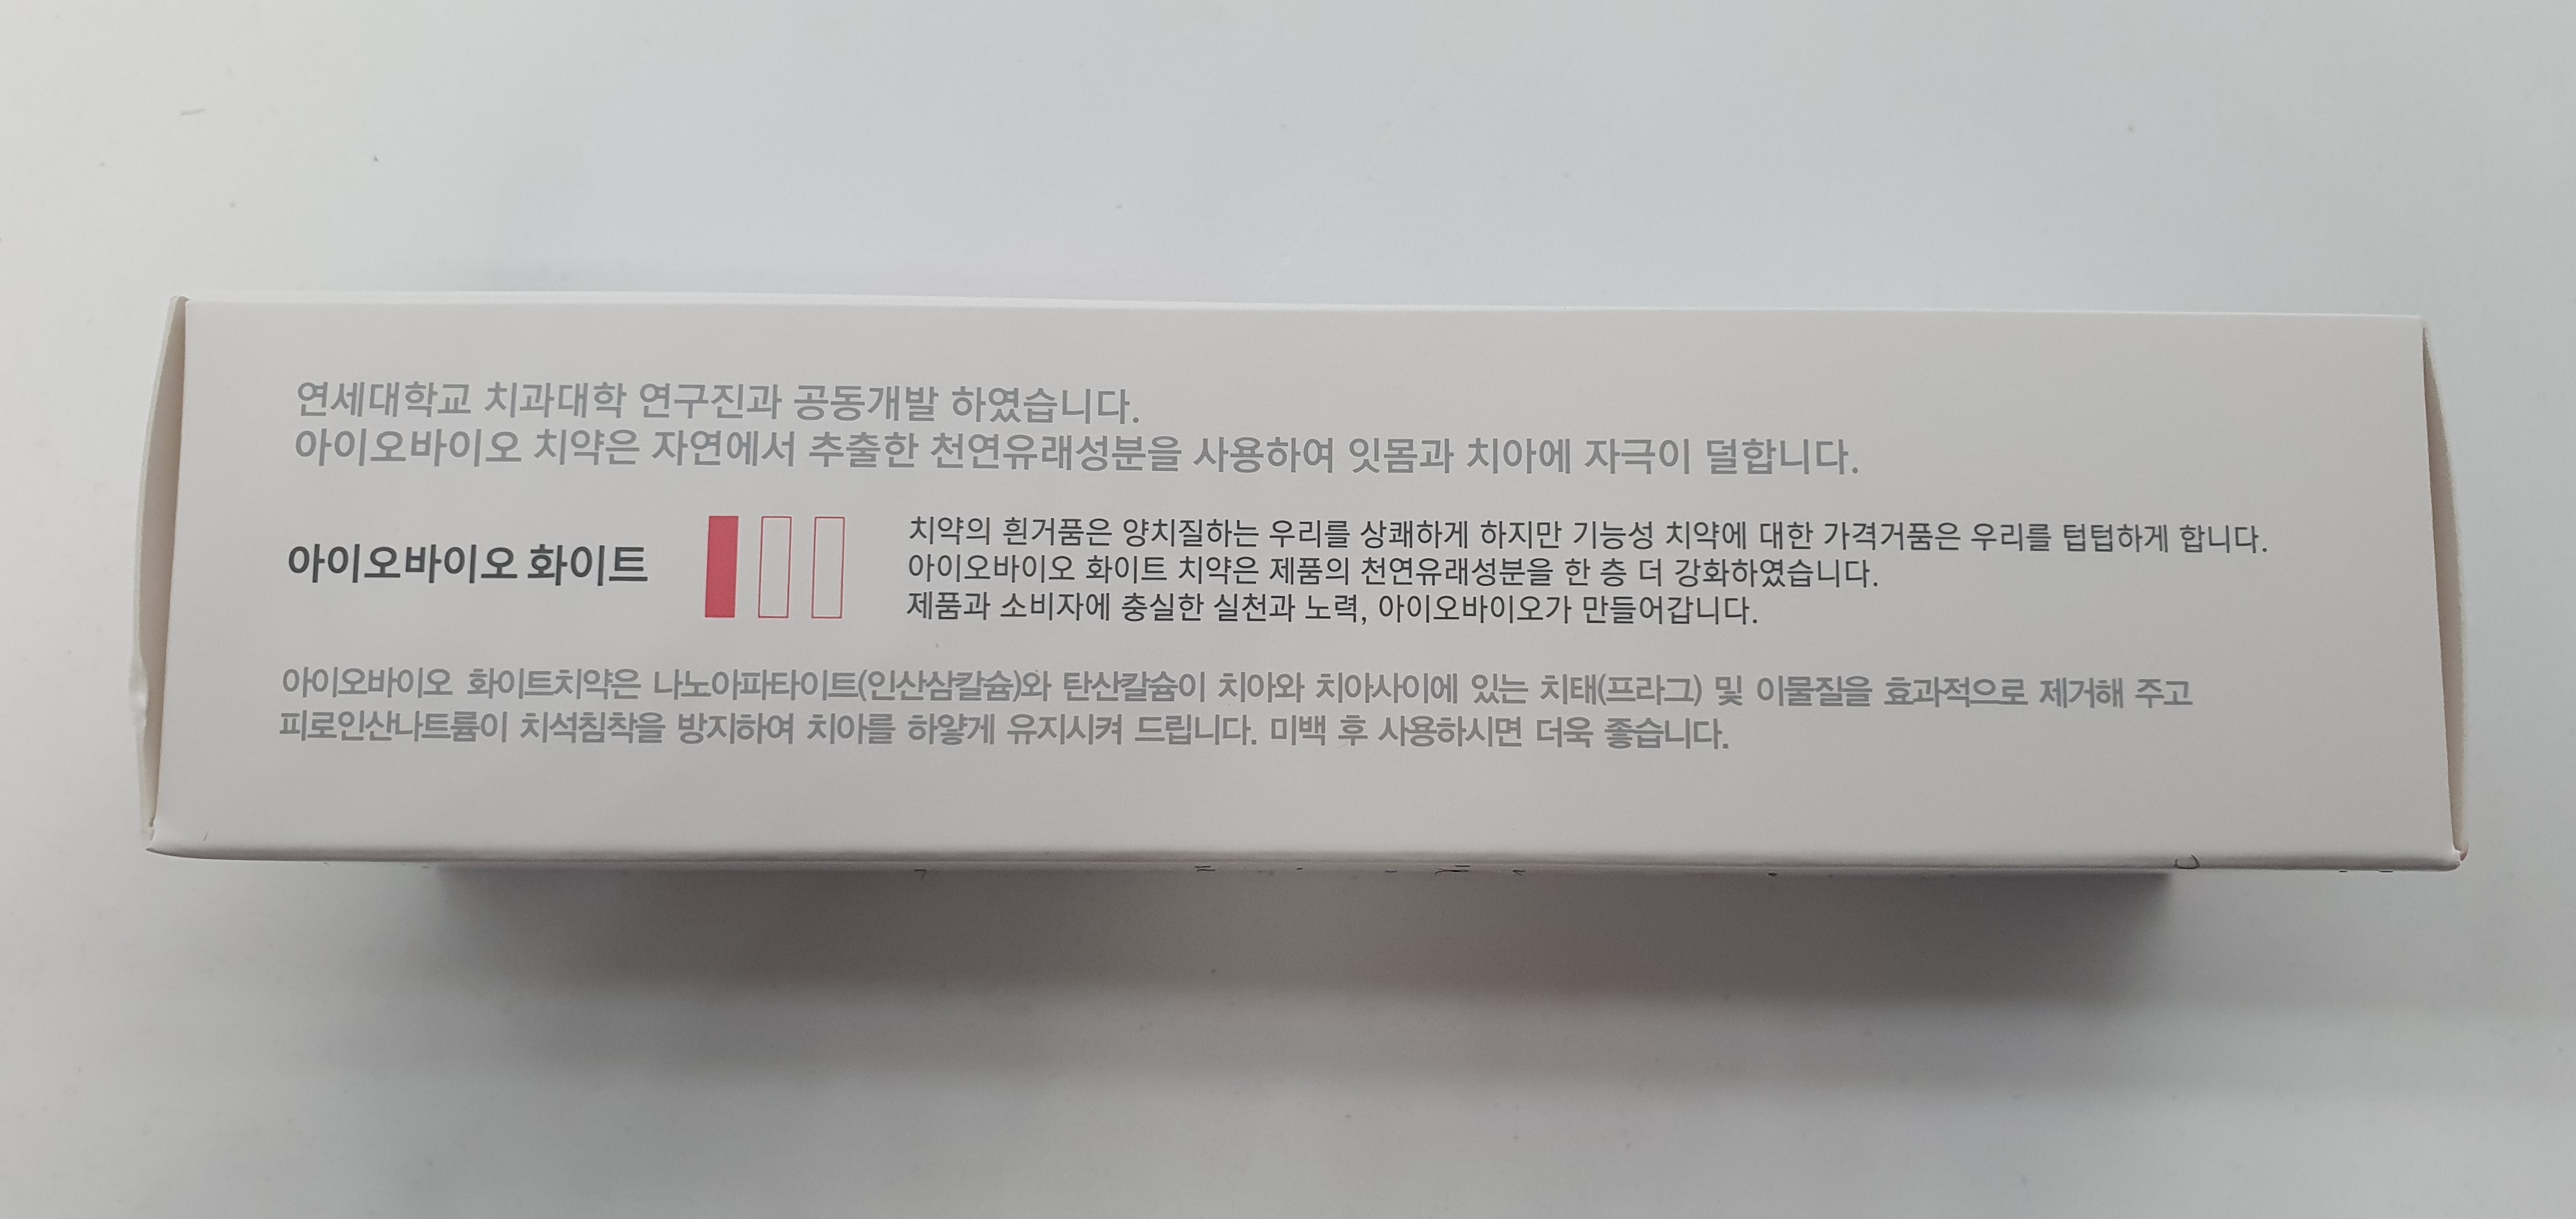 연세대학교 치과대학 연구진과 공동개발 하였습니다.
아이오바이오 치약은 자연에서 추출한 천연유래성분을 사용하여 잇몸과 치아에 자극이 덜합니다.
아이오바이오 화이트
치약의 흰거품은 양치질하는 우리를 상쾌하게 하지만 기능성 치약에 대한 가격거품은 우리를 텁텁하게 합니다.
아이오바이오 화이트 치약은 제품의 천연유래성분을 한 층 더 강화하였습니다.
제품과 소비자에 충실한 실천과 노력, 아이오바이오가 만들어갑니다.
아이오바이오 화이트치약은 나노아파타이트(인산삼칼슘)와 탄산칼슘이 치아와 치아사이에 있는 치태(프라그) 및 이물질을 효과적으로 제거해 주고
피로인산나트륨이 치석침착을 방지하여 치아를 하얗게 유지시켜 드립니다. 미백 후 사용하시면 더욱 좋습니다.